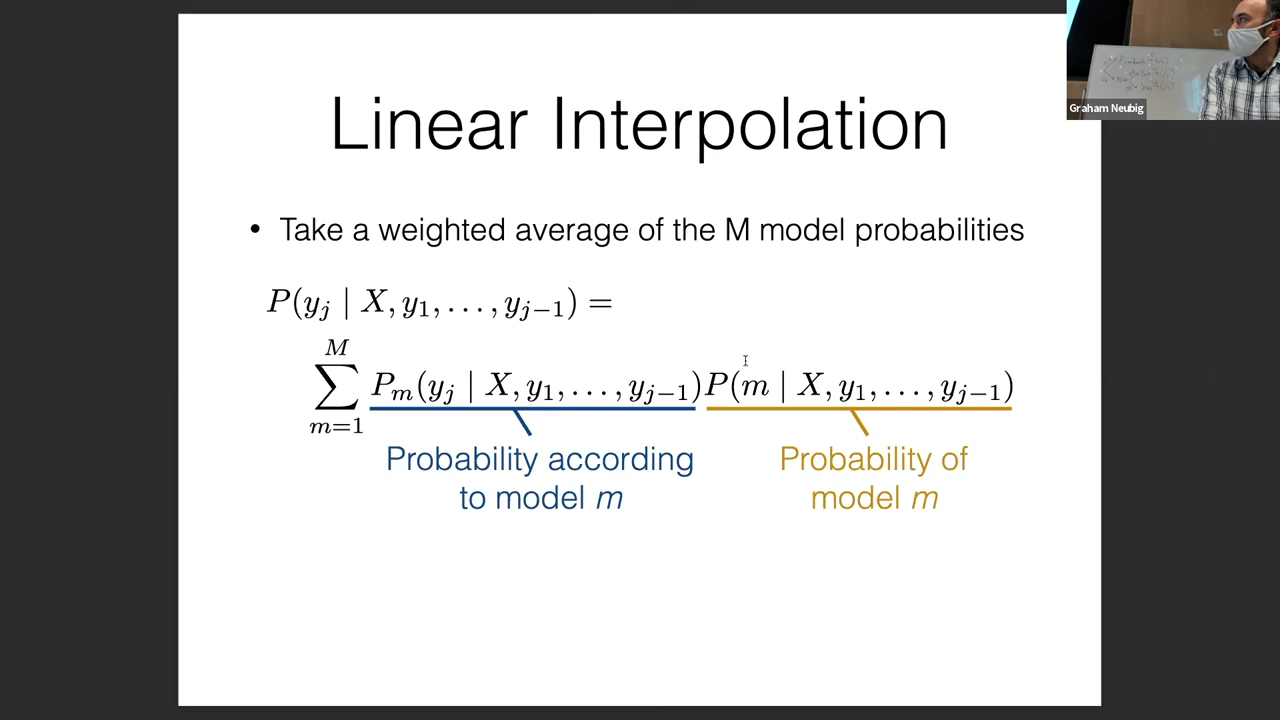 Linear Interpolation
• Take a weighted average of the M model probabilities
P(y_j | X, y_1, . . . , y_{j−1}) =
\sum_{m=1}^{M} P_m(y_j | X, y_1, . . . , y_{j−1})P(m | X, y_1, . . . , y_{j−1})
Probability according
to model m
Probability of
model m
Graham Neubig